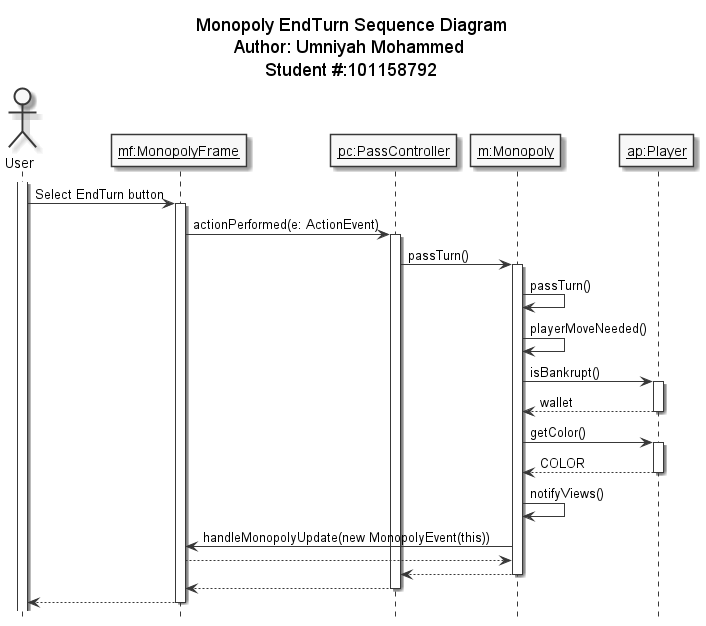 Monopoly EndTurn Sequence Diagram
Author: Umniyah Mohammed
Student #:101158792
User
mf:MonopolyFrame
pc:PassController
m:Monopoly
ap:Player
Select EndTurn button
actionPerformed(e: ActionEvent)
passTurn()
passTurn()
playerMoveNeeded()
isBankrupt()
wallet
getColor()
COLOR
notifyViews()
handleMonopolyUpdate(new MonopolyEvent(this))